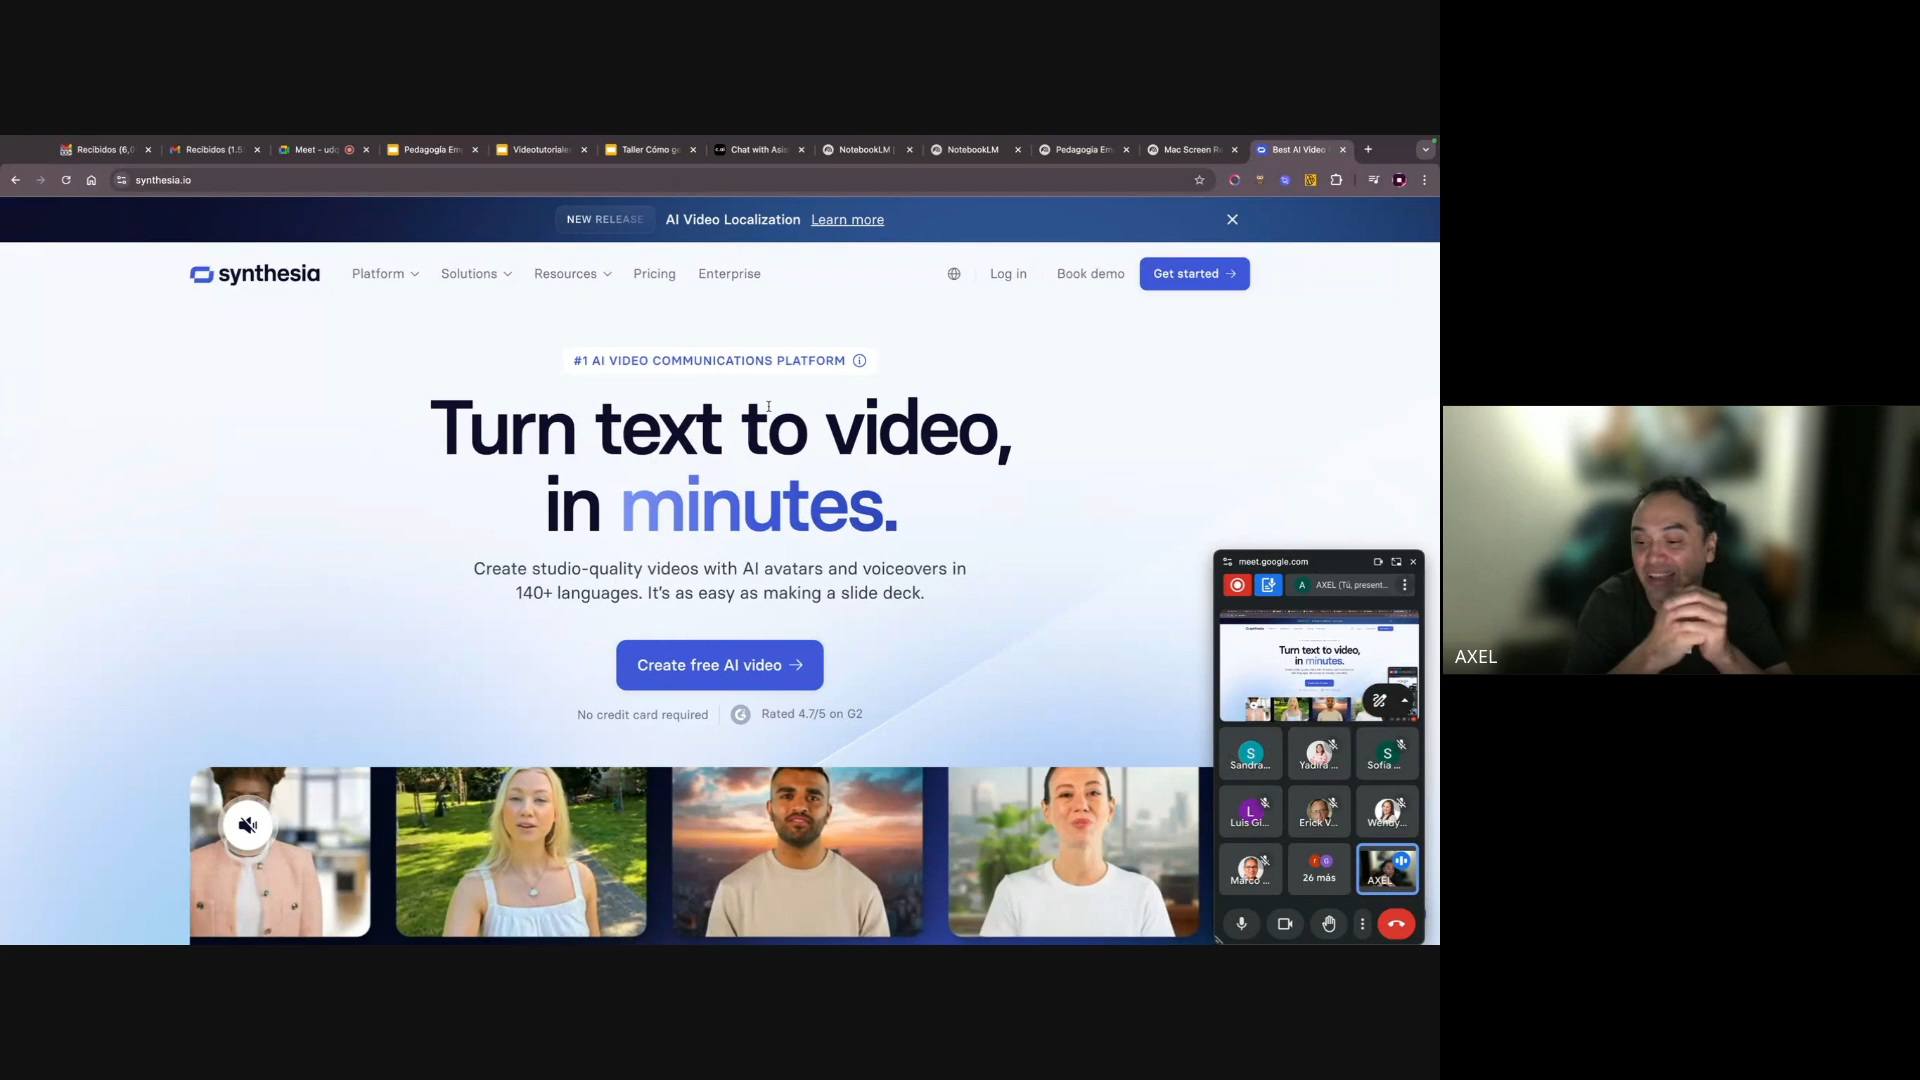 Recibidos (6,0
Recibidos (1.5
Meet – udg
Pedagogía Em
Videotutoriale
Taller Cómo g
Chat with Asis
NotebookLM
NotebookLM
Pedagogia Em
Mac Screen Re
Best AI Video
synthesia.io
NEW RELEASE AI Video Localization Learn more
synthesia Platform Solutions Resources Pricing Enterprise Log in Book demo Get started →
#1 AI VIDEO COMMUNICATIONS PLATFORM
Turn text to video,
in minutes.
Create studio-quality videos with AI avatars and voiceovers in
140+ languages. It's as easy as making a slide deck.
Create free AI video →
No credit card required Rated 4.7/5 on G2
meet.google.com
A AXEL (Tú, present...
Turn text to video,
in minutes.
S Sandra...
Yadira ...
S Sofia ...
L Luis Gi...
Erick V...
Wendy...
Marco ...
26 más
AXEL
AXEL